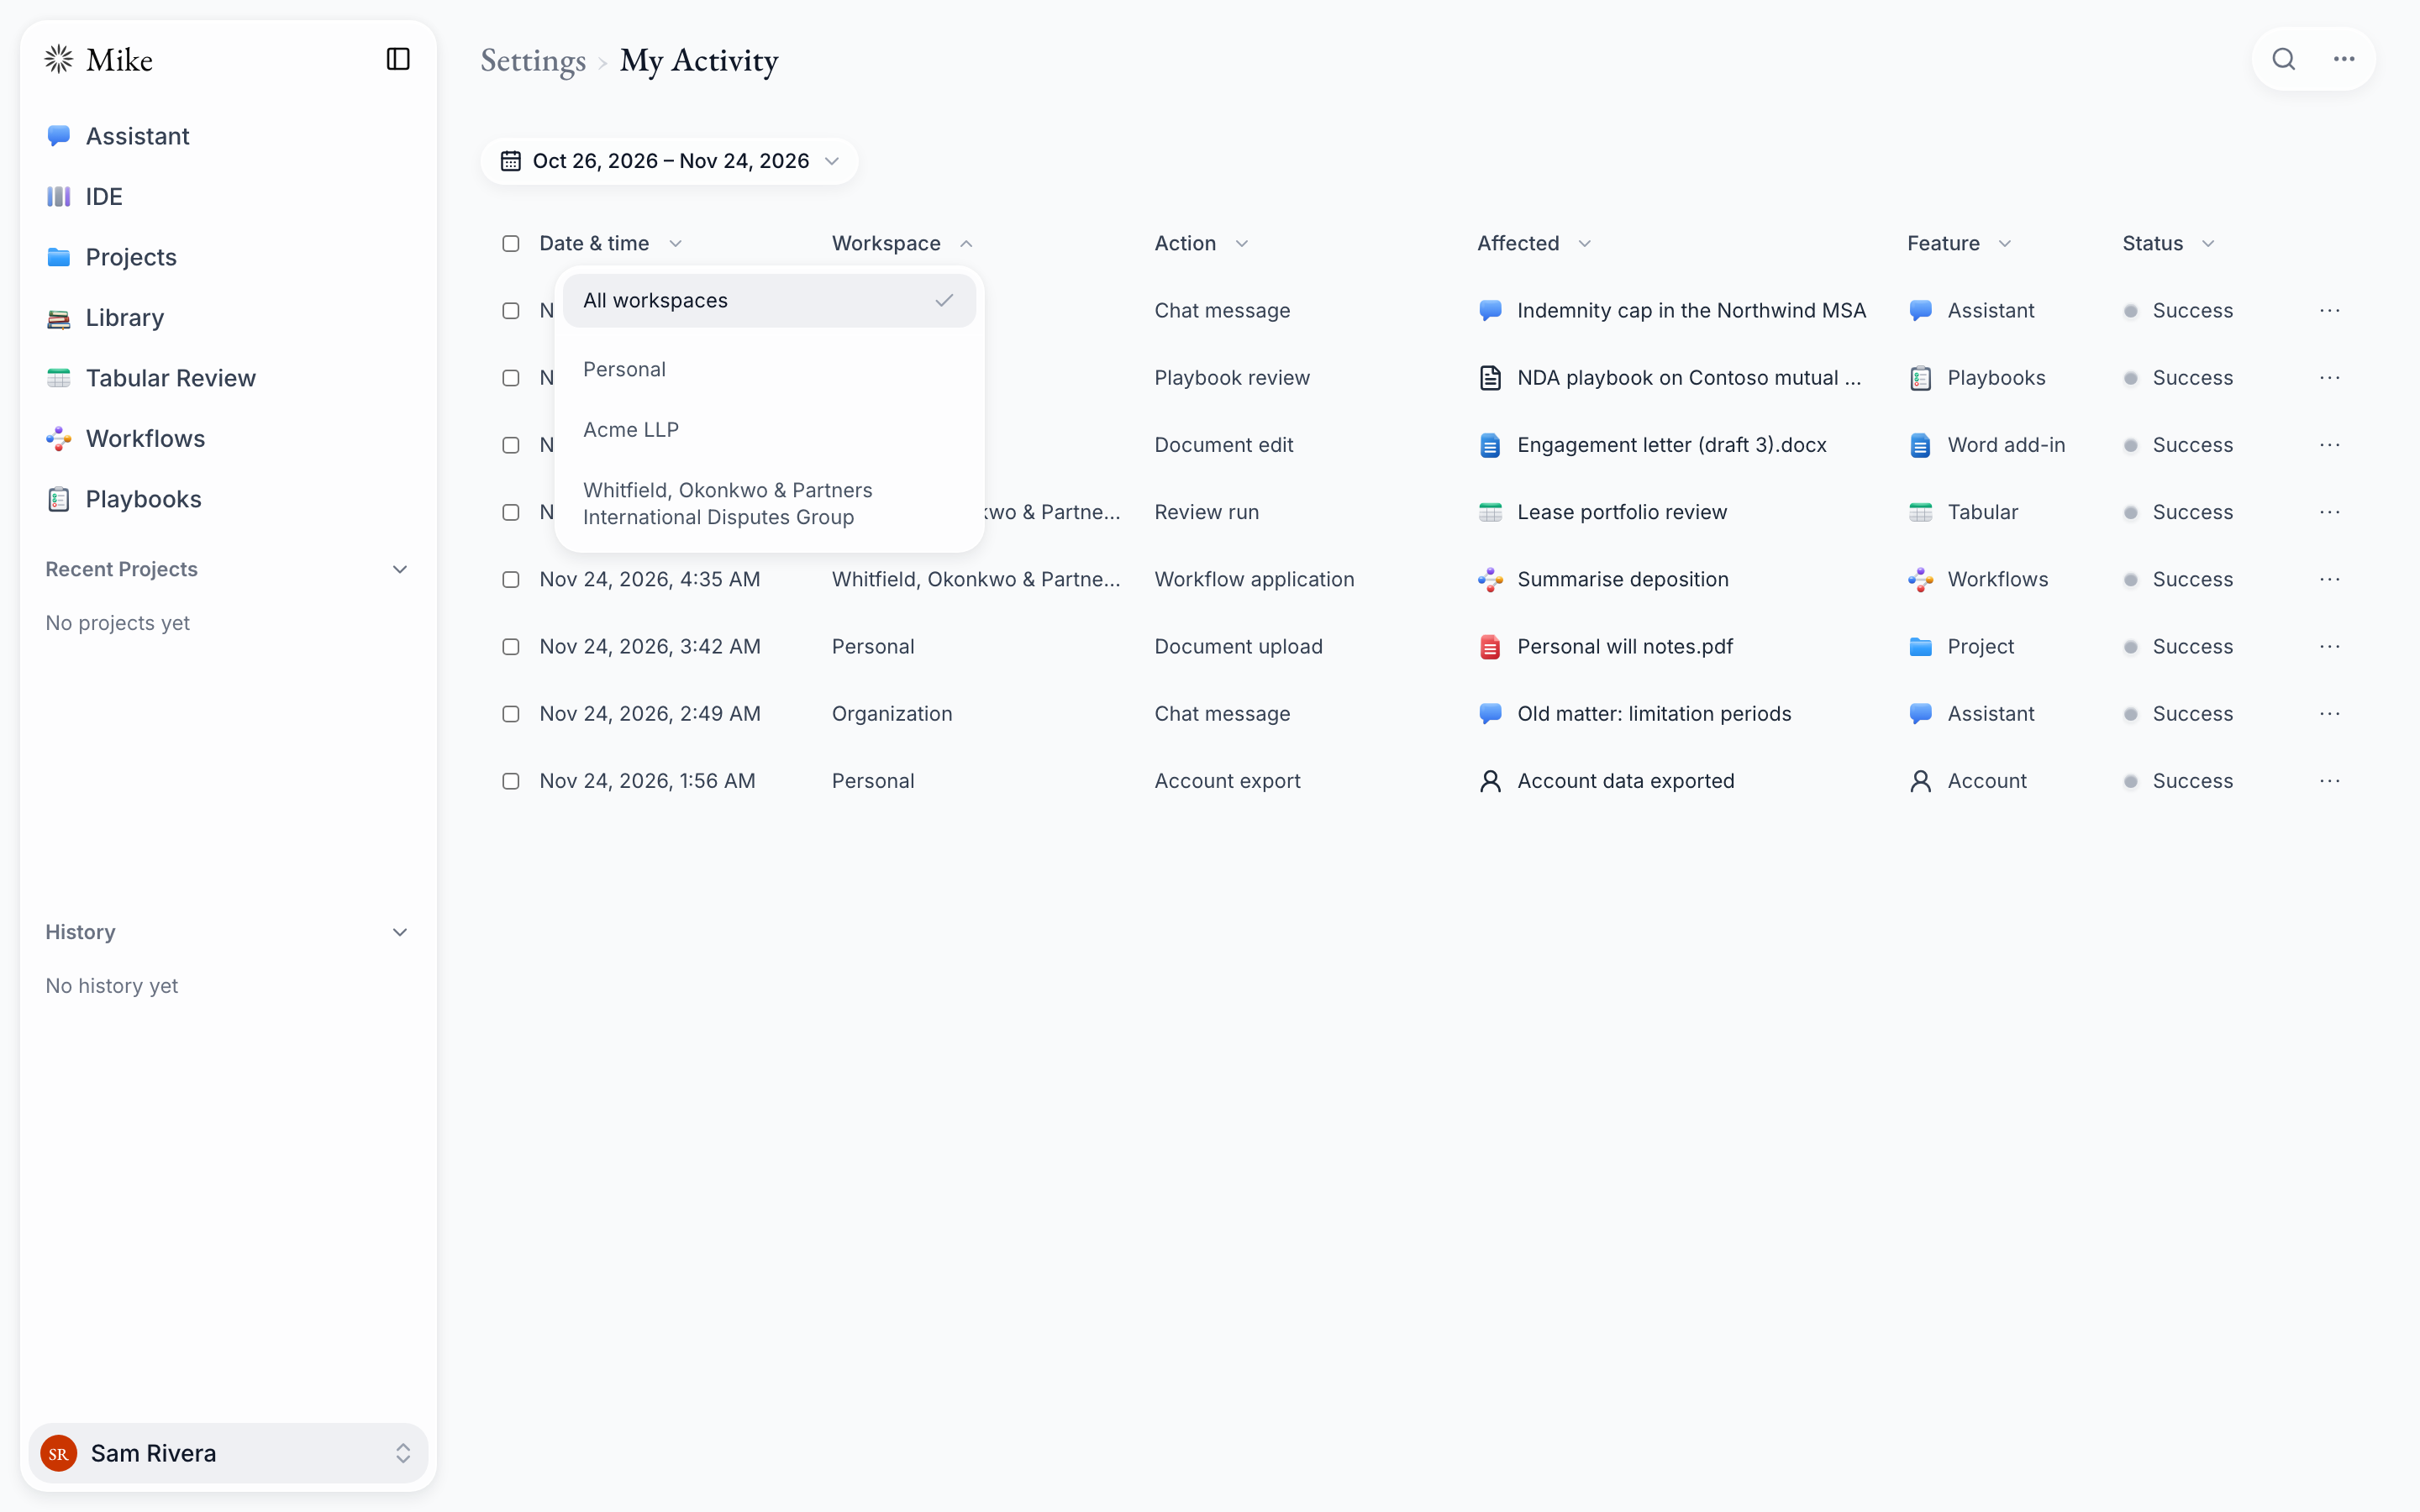 Mike
Settings › My Activity
Assistant
IDE
Projects
Library
Tabular Review
Workflows
Playbooks
Recent Projects
No projects yet
History
No history yet
SR Sam Rivera
Oct 26, 2026 – Nov 24, 2026
Date & time Workspace Action Affected Feature Status
All workspaces
Personal
Acme LLP
Whitfield, Okonkwo & Partners
International Disputes Group
N Chat message Indemnity cap in the Northwind MSA Assistant Success ...
N Playbook review NDA playbook on Contoso mutual ... Playbooks Success ...
N Document edit Engagement letter (draft 3).docx Word add-in Success ...
N kwo & Partne... Review run Lease portfolio review Tabular Success ...
Nov 24, 2026, 4:35 AM Whitfield, Okonkwo & Partne... Workflow application Summarise deposition Workflows Success ...
Nov 24, 2026, 3:42 AM Personal Document upload Personal will notes.pdf Project Success ...
Nov 24, 2026, 2:49 AM Organization Chat message Old matter: limitation periods Assistant Success ...
Nov 24, 2026, 1:56 AM Personal Account export Account data exported Account Success ...